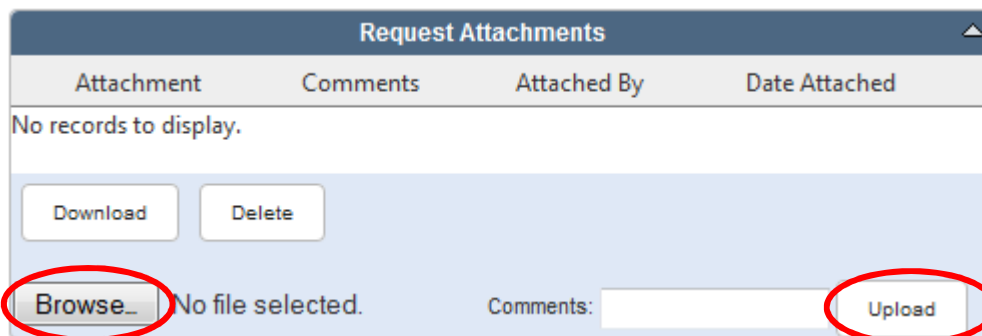 Request Attachments
Attachment Comments Attached By Date Attached
No records to display.
Download Delete
Browse… No file selected. Comments: Upload